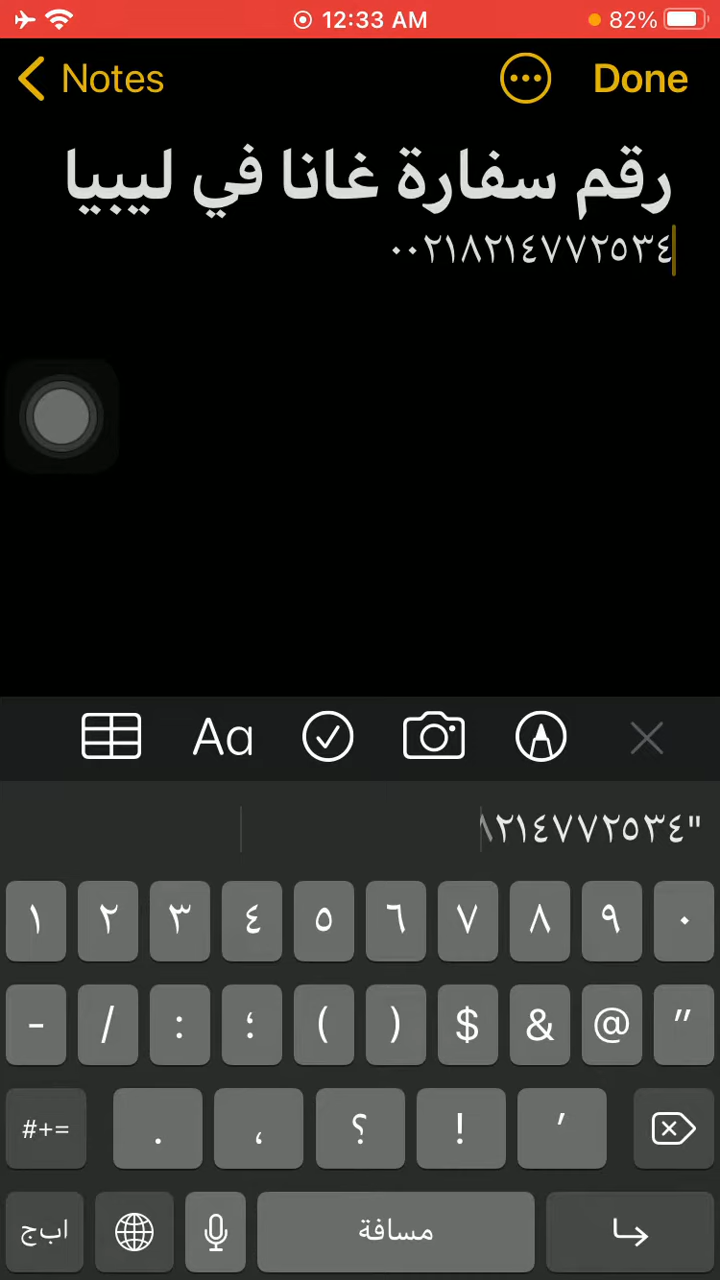 12:33 AM
82%
Notes
Done
رقم سفارة غانا في ليبيا
٠٠٢١٨٢١٤٧٧٢٥٣٤
Aa
٨٢١٤٧٧٢٥٣٤"
١ ٢ ٣ ٤ ٥ ٦ ٧ ٨ ٩ ٠
- / : ؛ ( ) $ & @ "
#+= . ، ؟ ! '
اب‌ج مسافة